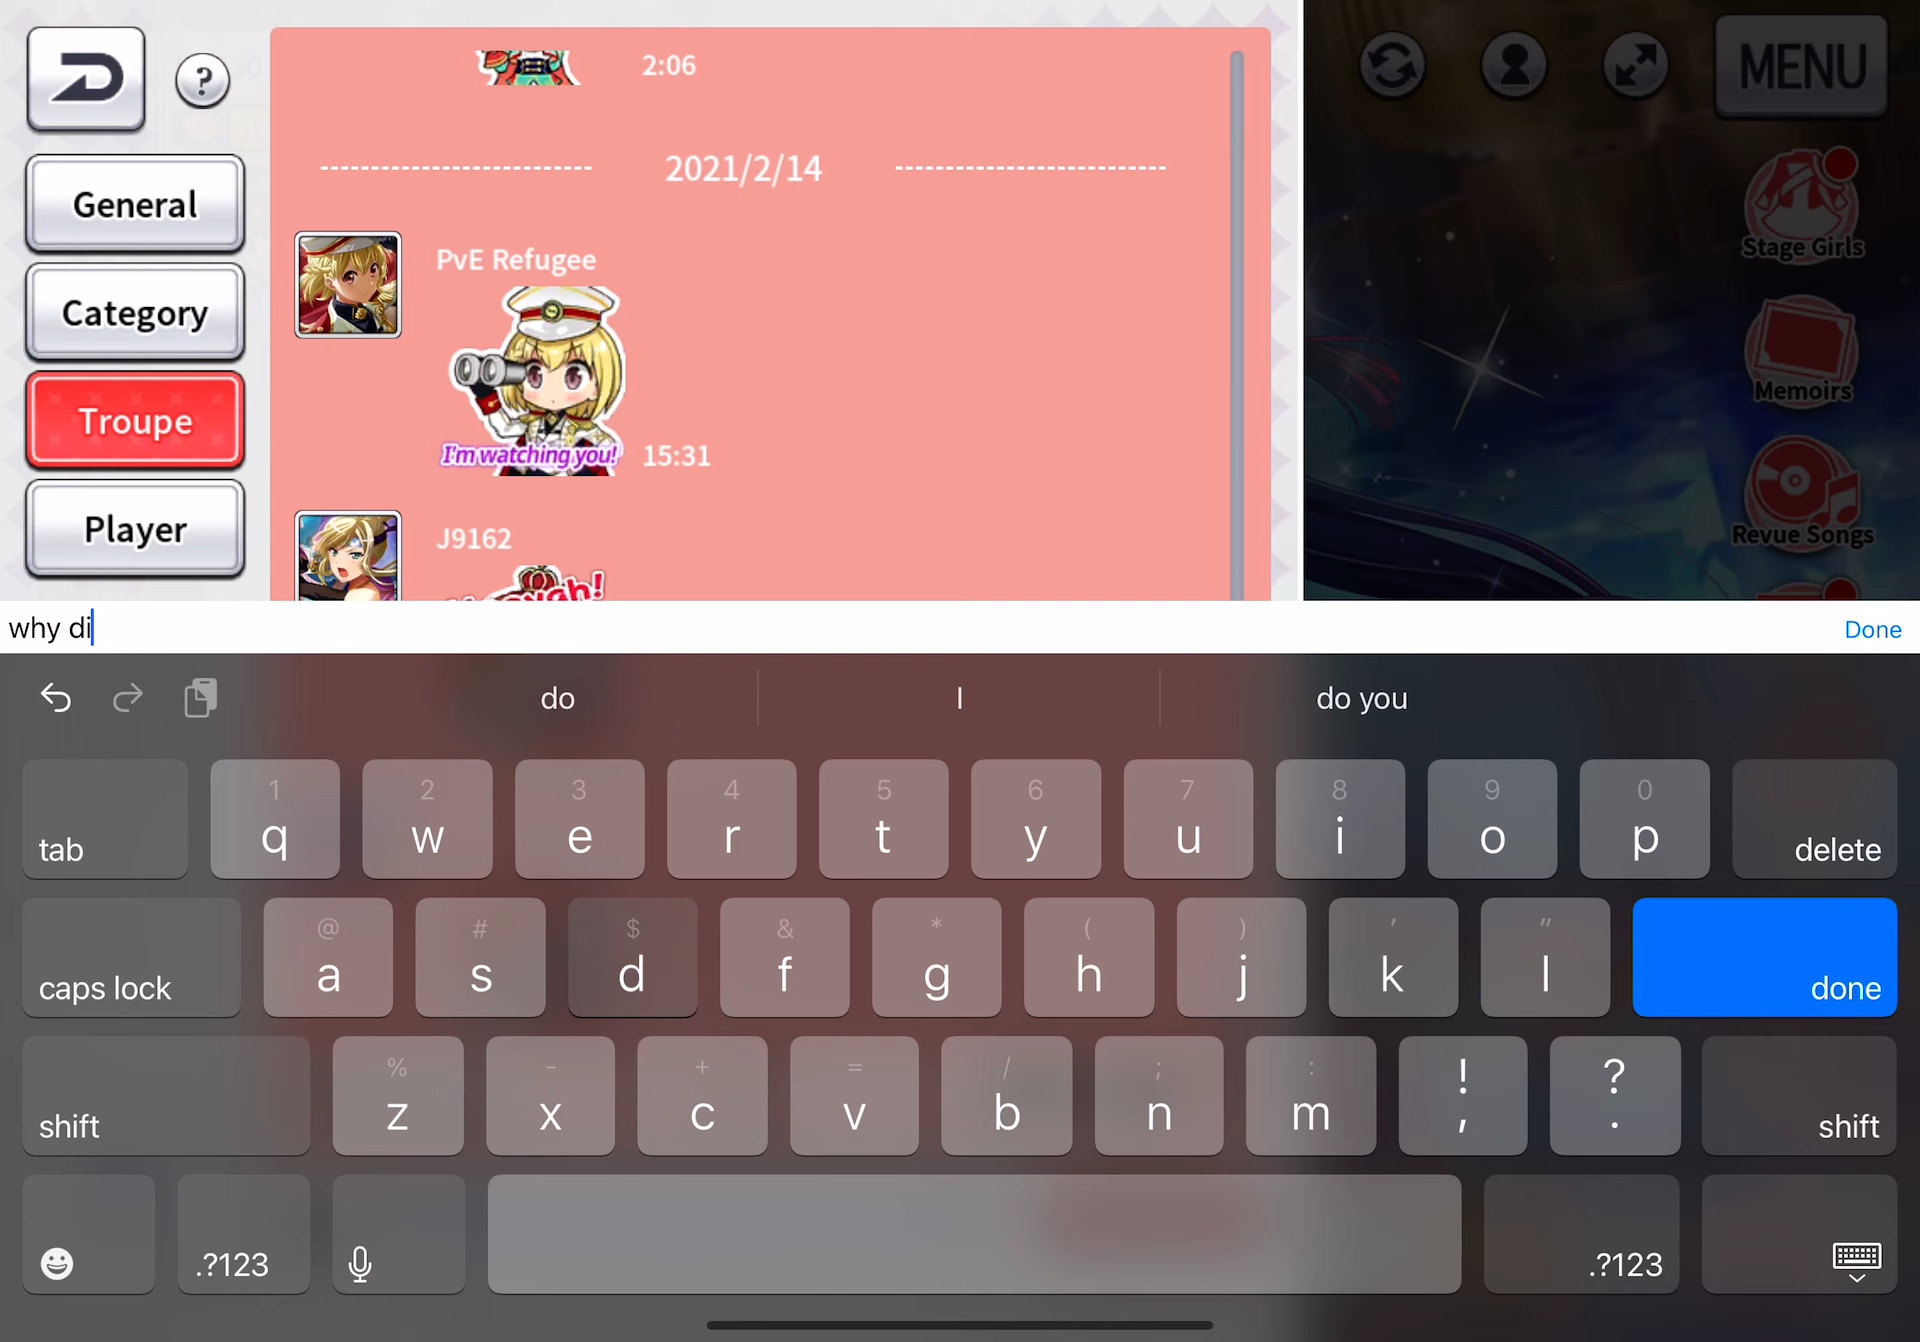 ?
2:06
General
2021/2/14
Category
PvE Refugee
I'm watching you!
15:31
Troupe
Player
J9162
MENU
Stage Girls
Memoirs
Revue Songs
why di
Done
do
I
do you
tab
1 q
2 w
3 e
4 r
5 t
6 y
7 u
8 i
9 o
0 p
delete
caps lock
@ a
# s
$ d
& f
* g
( h
) j
' k
" l
done
shift
% z
- x
+ c
= v
/ b
; n
: m
! ,
? .
shift
.?123
.?123